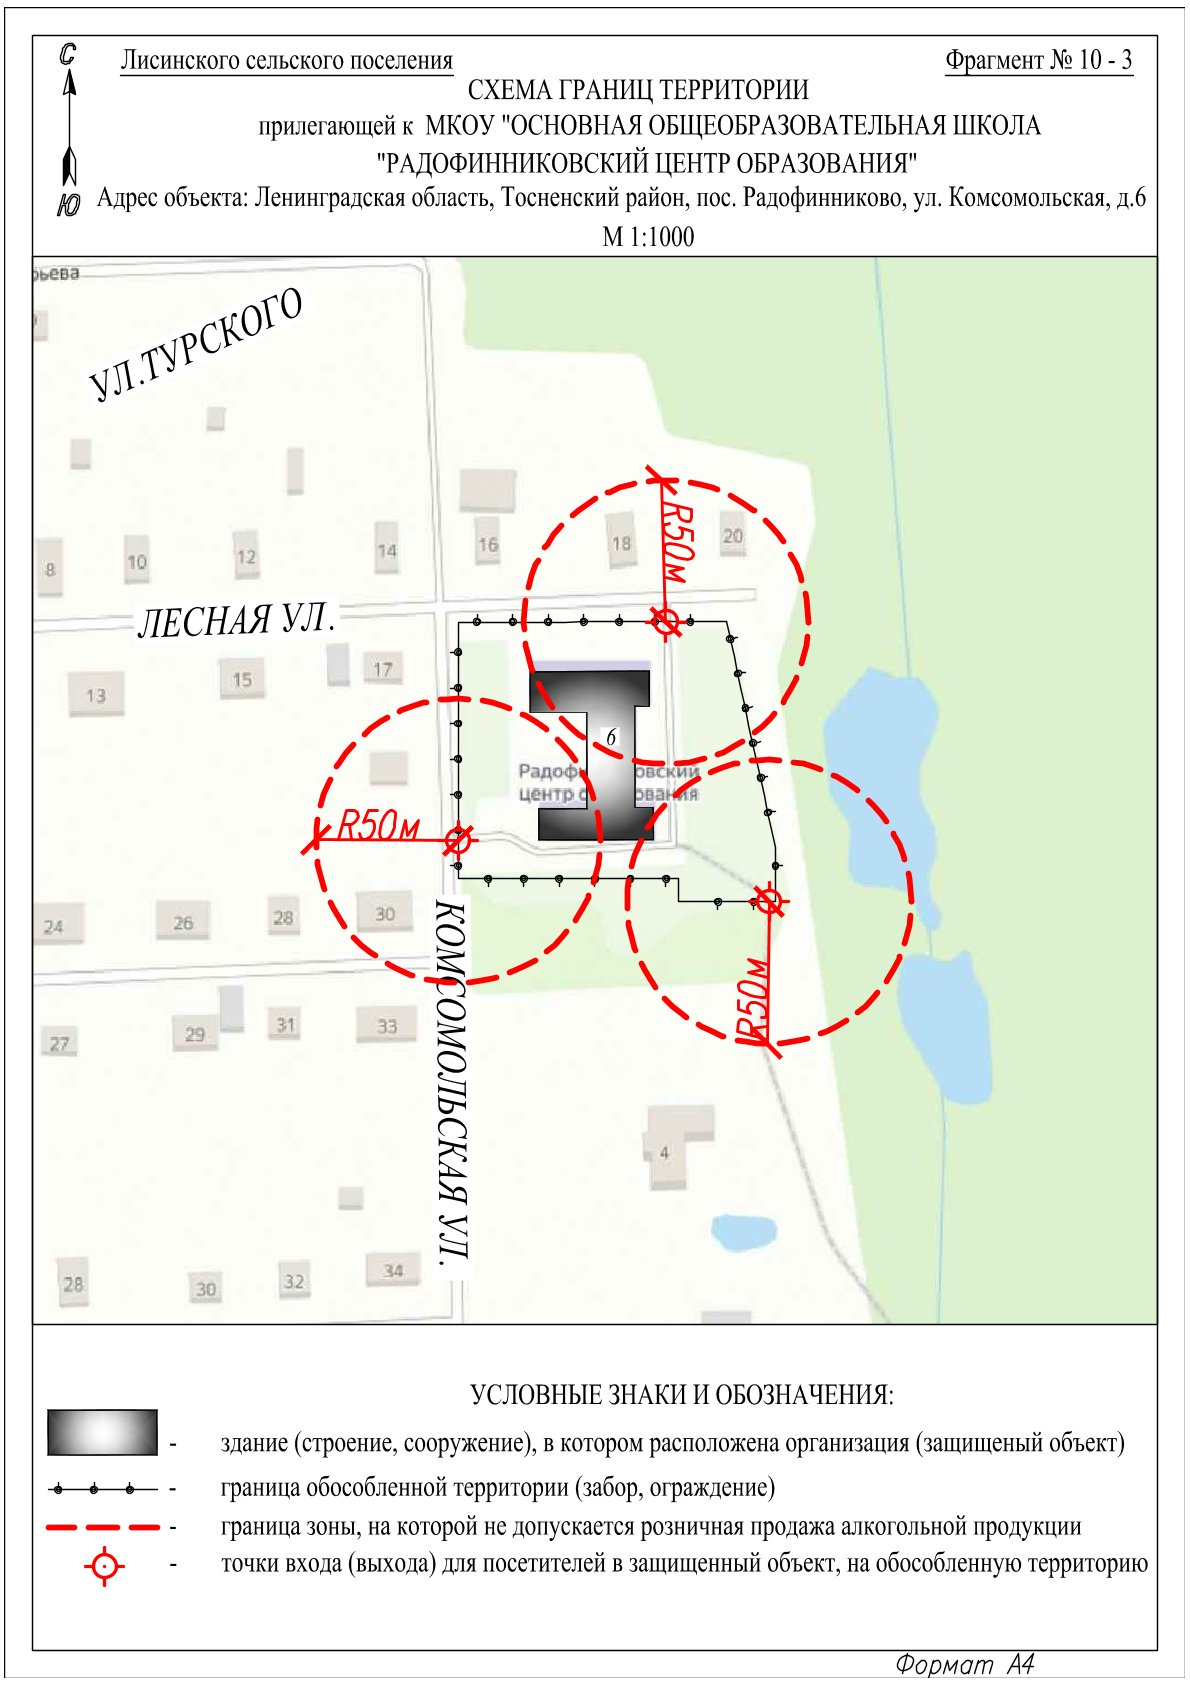 С
Ю
Лисинского сельского поселения
Фрагмент № 10 - 3
СХЕМА ГРАНИЦ ТЕРРИТОРИИ
прилегающей к МКОУ "ОСНОВНАЯ ОБЩЕОБРАЗОВАТЕЛЬНАЯ ШКОЛА
"РАДОФИННИКОВСКИЙ ЦЕНТР ОБРАЗОВАНИЯ"
Адрес объекта: Ленинградская область, Тосненский район, пос. Радофинниково, ул. Комсомольская, д.6
М 1:1000
УЛ.ТУРСКОГО
R50м
16
18
20
14
12
10
8
ЛЕСНАЯ УЛ.
17
15
13
6
R50м
24
26
28
30
КОМСОМОЛЬСКАЯ УЛ.
R50м
27
29
31
33
4
28
30
32
34
УСЛОВНЫЕ ЗНАКИ И ОБОЗНАЧЕНИЯ:
- здание (строение, сооружение), в котором расположена организация (защищеный объект)
- граница обособленной территории (забор, ограждение)
- граница зоны, на которой не допускается розничная продажа алкогольной продукции
- точки входа (выхода) для посетителей в защищенный объект, на обособленную территорию
Формат А4